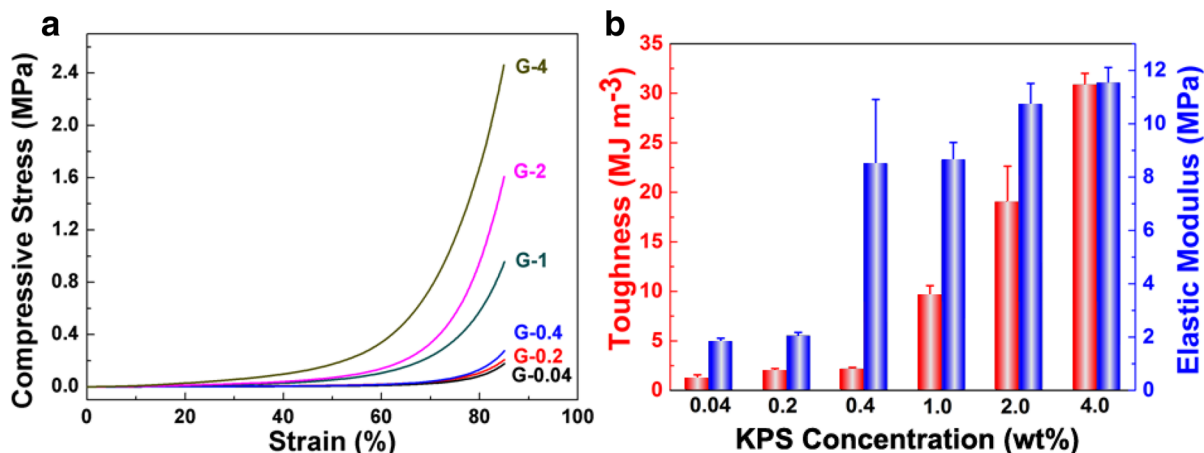 a
Compressive Stress (MPa)
2.4
2.0
1.6
1.2
0.8
0.4
0.0
G-4
G-2
G-1
G-0.4
G-0.2
G-0.04
0 20 40 60 80 100
Strain (%)
b
Toughness (MJ m-3)
35
30
25
20
15
10
5
0
12
10
8
6
4
2
0
Elastic Modulus (MPa)
0.04 0.2 0.4 1.0 2.0 4.0
KPS Concentration (wt%)